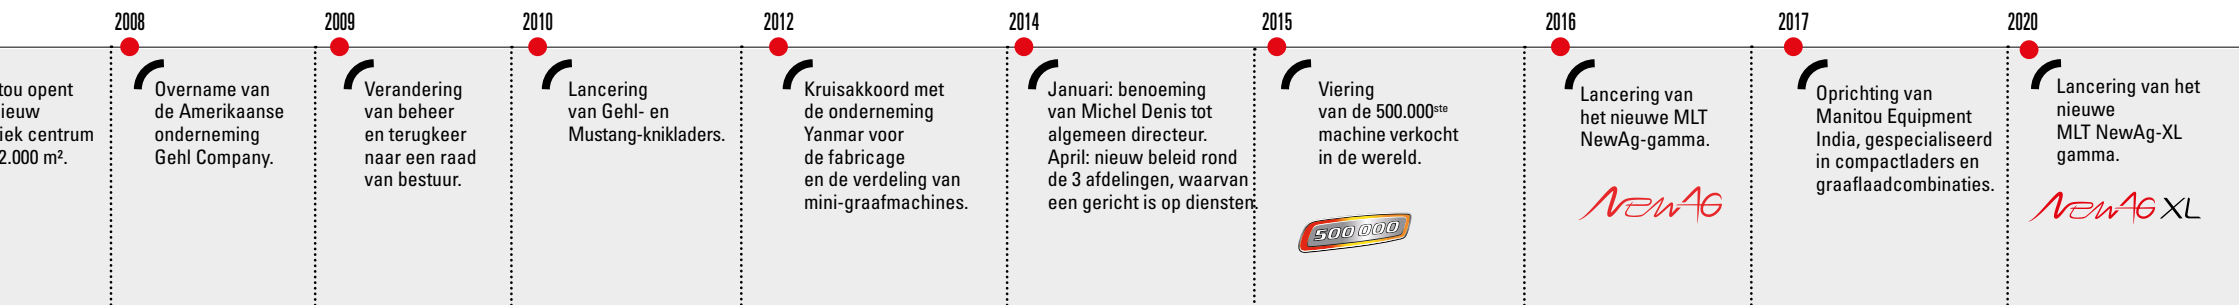 tou opent
ieuw
iek centrum
2.000 m².
2008
Overname van
de Amerikaanse
onderneming
Gehl Company.
2009
Verandering
van beheer
en terugkeer
naar een raad
van bestuur.
2010
Lancering
van Gehl- en
Mustang-knikladers.
2012
Kruisakkoord met
de onderneming
Yanmar voor
de fabricage
en de verdeling van
mini-graafmachines.
2014
Januari: benoeming
van Michel Denis tot
algemeen directeur.
April: nieuw beleid rond
de 3 afdelingen, waarvan
een gericht is op diensten.
2015
Viering
van de 500.000ste
machine verkocht
in de wereld.
500 000
2016
Lancering van
het nieuwe MLT
NewAg-gamma.
NEWAG
2017
Oprichting van
Manitou Equipment
India, gespecialiseerd
in compactladers en
graaflaadcombinaties.
2020
Lancering van het
nieuwe
MLT NewAg-XL
gamma.
NEWAG XL